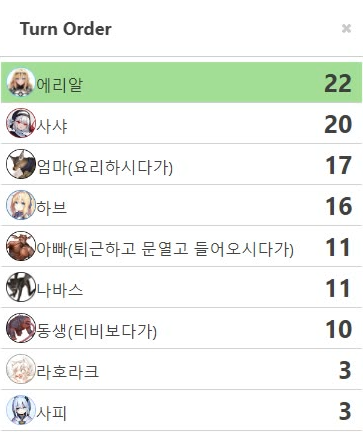 Turn Order ×
에리알 22
사샤 20
엄마(요리하시다가) 17
하브 16
아빠(퇴근하고 문열고 들어오시다가) 11
나바스 11
동생(티비보다가) 10
라호라크 3
사피 3